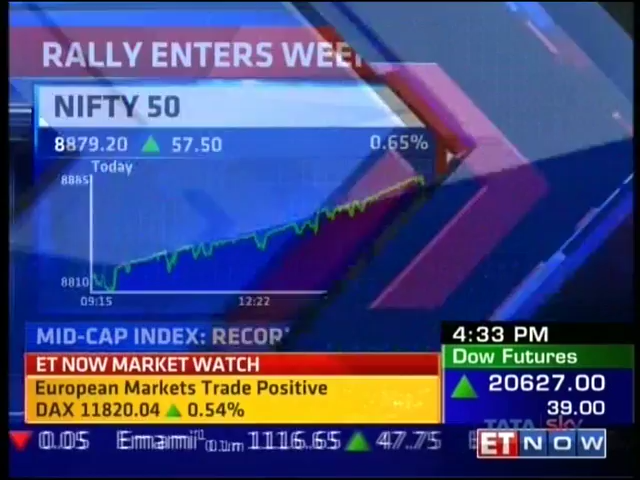 RALLY ENTERS WEE
NIFTY 50
8879.20 ▲ 57.50 0.65%
Today
8885
8810
09:15 12:22
MID-CAP INDEX: RECOR
4:33 PM
ET NOW MARKET WATCH
Dow Futures
European Markets Trade Positive
▲ 20627.00
DAX 11820.04 ▲ 0.54%
39.00
TATA sky
▼ 0.05 Emami 1116.65 ▲ 47.75
ET NOW